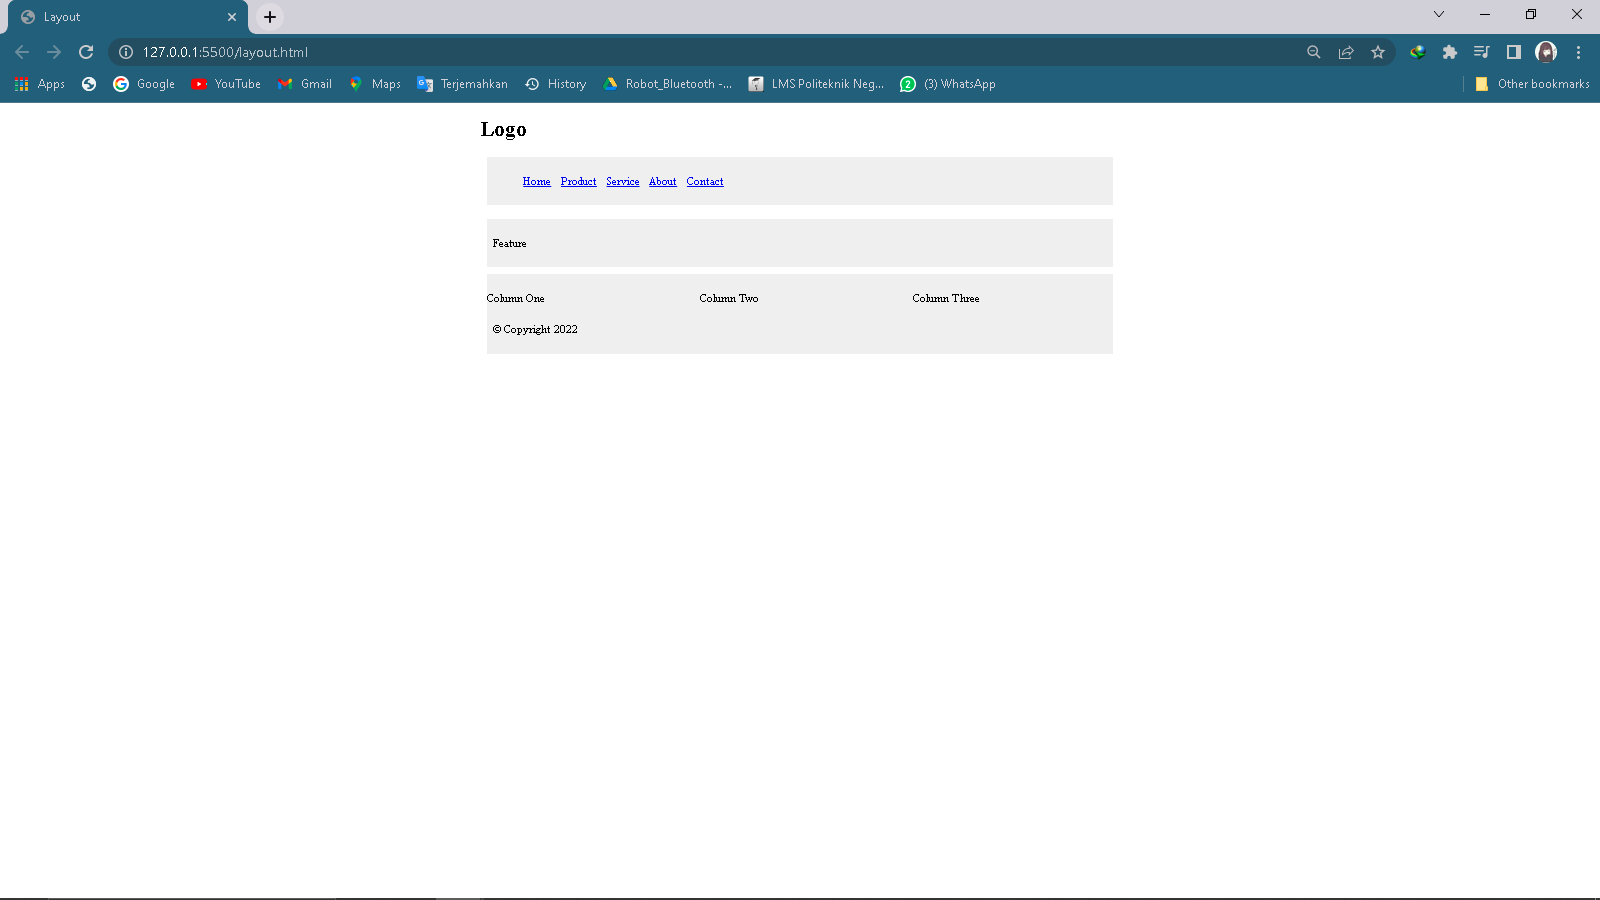 Layout
127.0.0.1:5500/layout.html
Apps Google YouTube Gmail Maps Terjemahkan History Robot_Bluetooth -... LMS Politeknik Neg... 2 (3) WhatsApp Other bookmarks
Logo
Home Product Service About Contact
Feature
Column One Column Two Column Three
© Copyright 2022